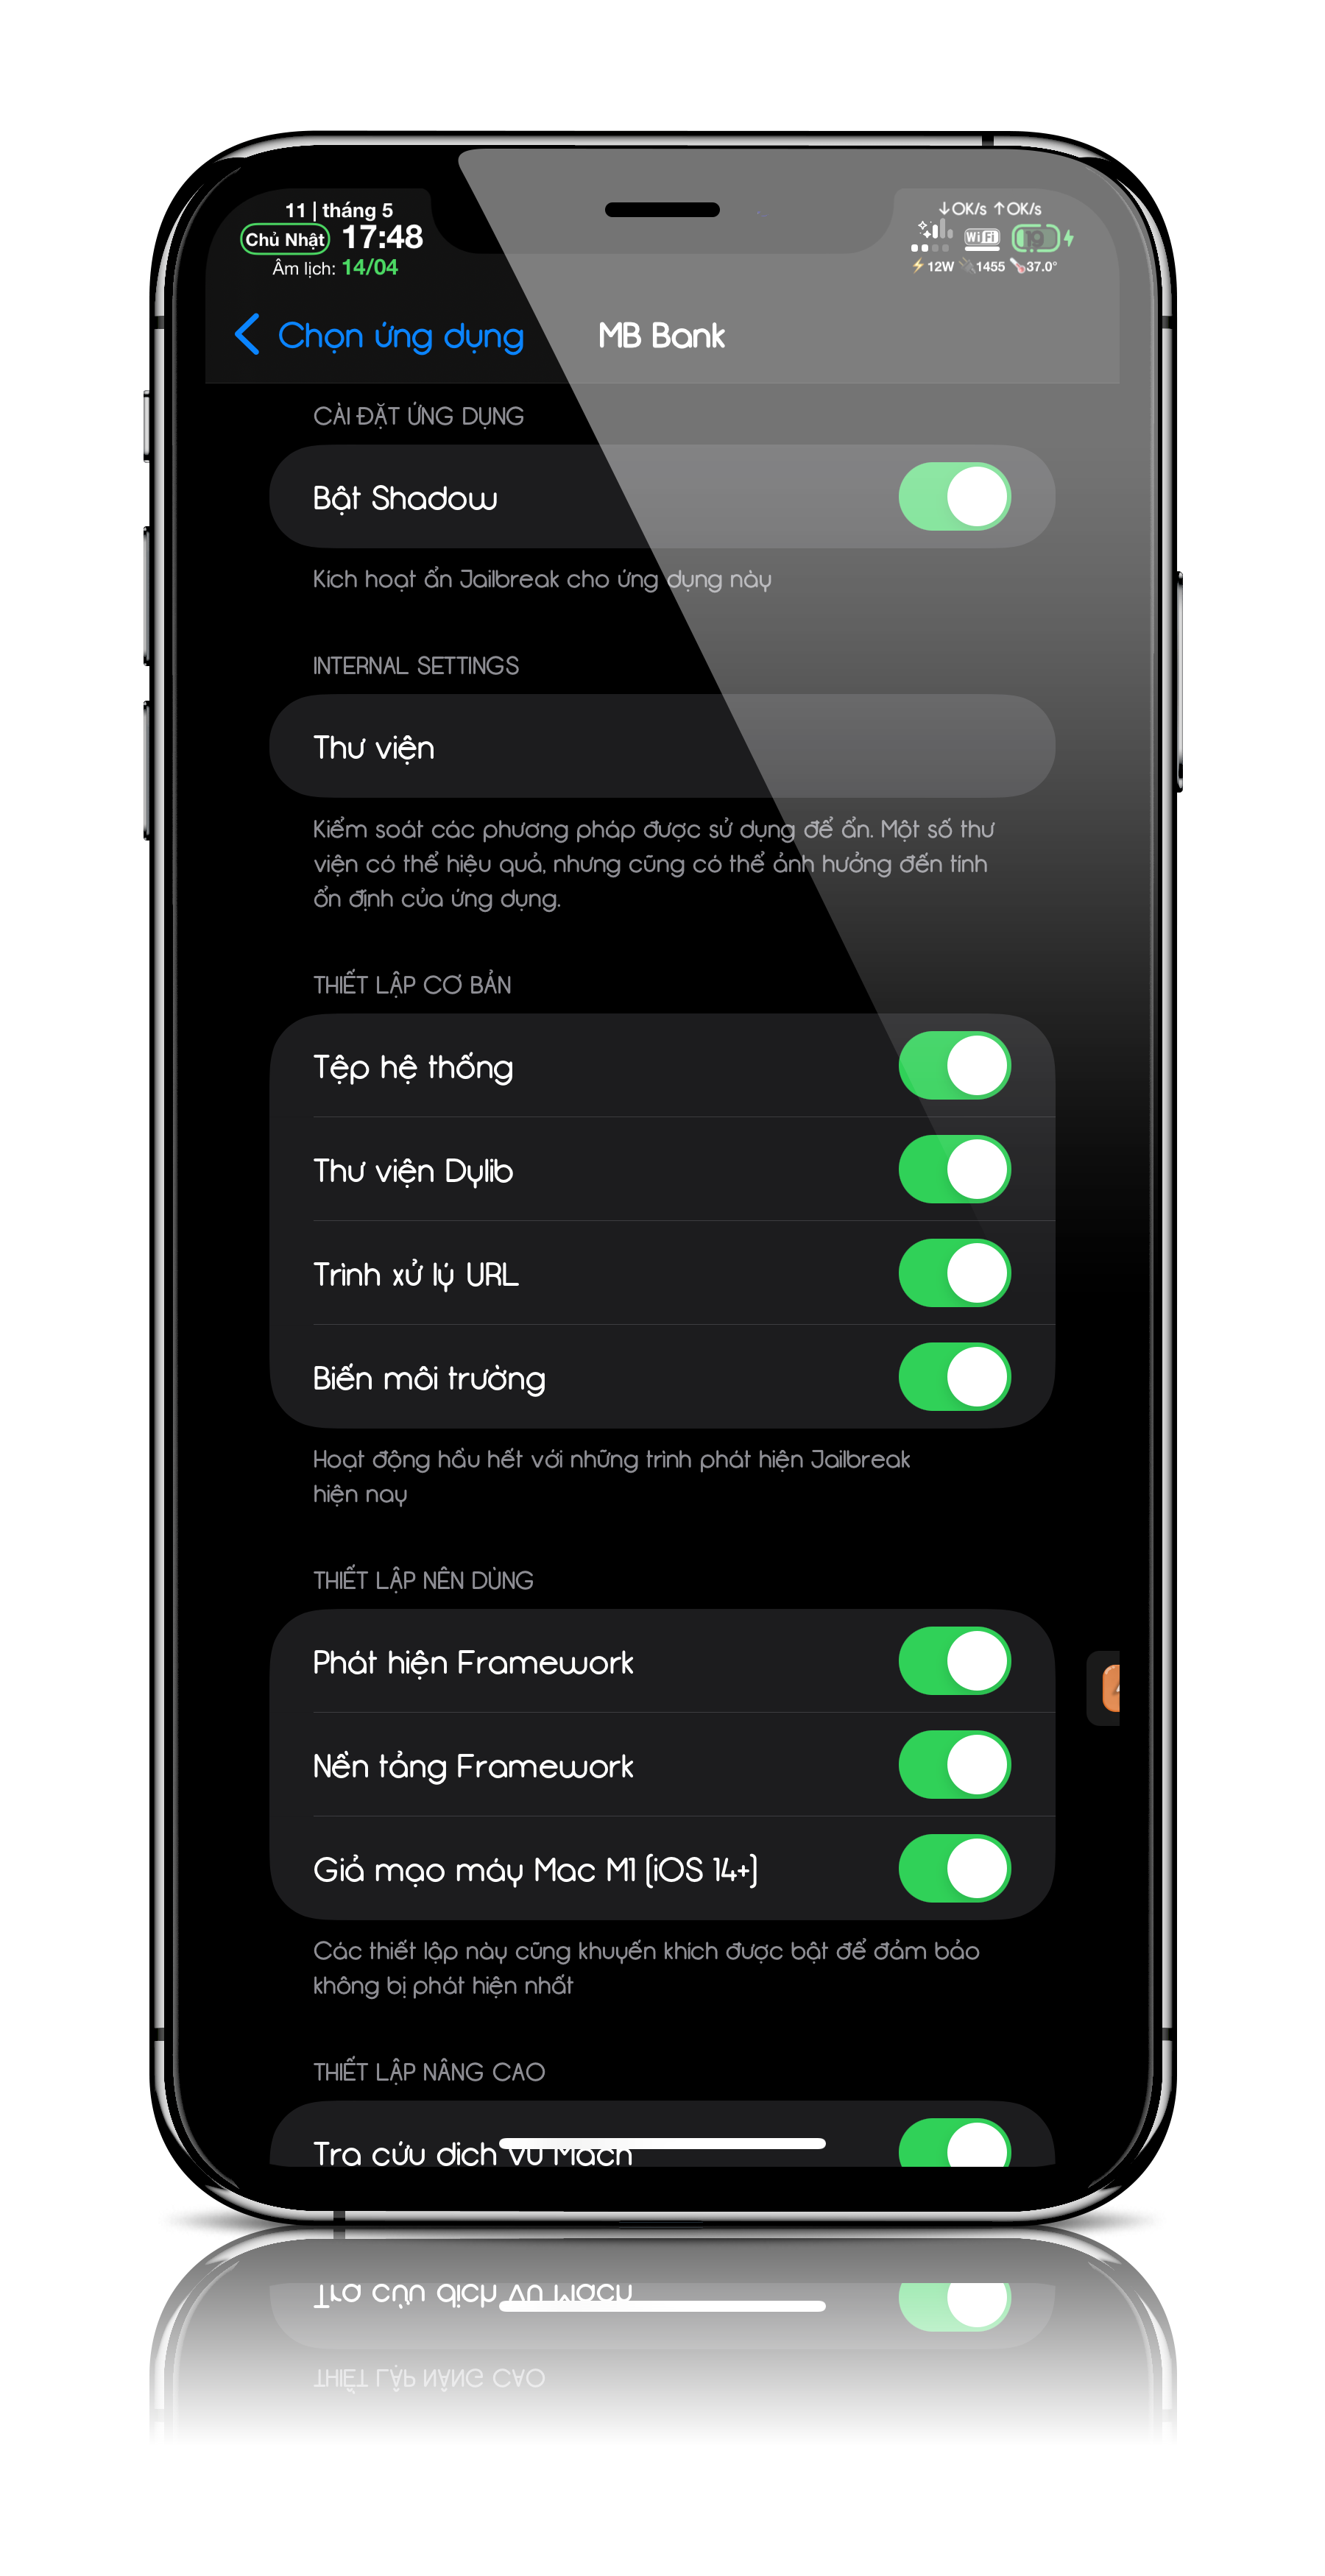 11 | tháng 5
Chủ Nhật 17:48
Âm lịch: 14/04
↓0K/s ↑0K/s
WiFi 19
⚡12W 🔌1455 🌡️37.0°
Chọn ứng dụng MB Bank
CÀI ĐẶT ỨNG DỤNG
Bật Shadow
Kích hoạt ẩn Jailbreak cho ứng dụng này
INTERNAL SETTINGS
Thư viện
Kiểm soát các phương pháp được sử dụng để ẩn. Một số thư
viện có thể hiệu quả, nhưng cũng có thể ảnh hưởng đến tính
ổn định của ứng dụng.
THIẾT LẬP CƠ BẢN
Tệp hệ thống
Thư viện Dylib
Trình xử lý URL
Biến môi trường
Hoạt động hầu hết với những trình phát hiện Jailbreak
hiện nay
THIẾT LẬP NÊN DÙNG
Phát hiện Framework
Nền tảng Framework
Giả mạo máy Mac M1 (iOS 14+)
Các thiết lập này cũng khuyến khích được bật để đảm bảo
không bị phát hiện nhất
THIẾT LẬP NÂNG CAO
Tra cứu dịch vụ Mach